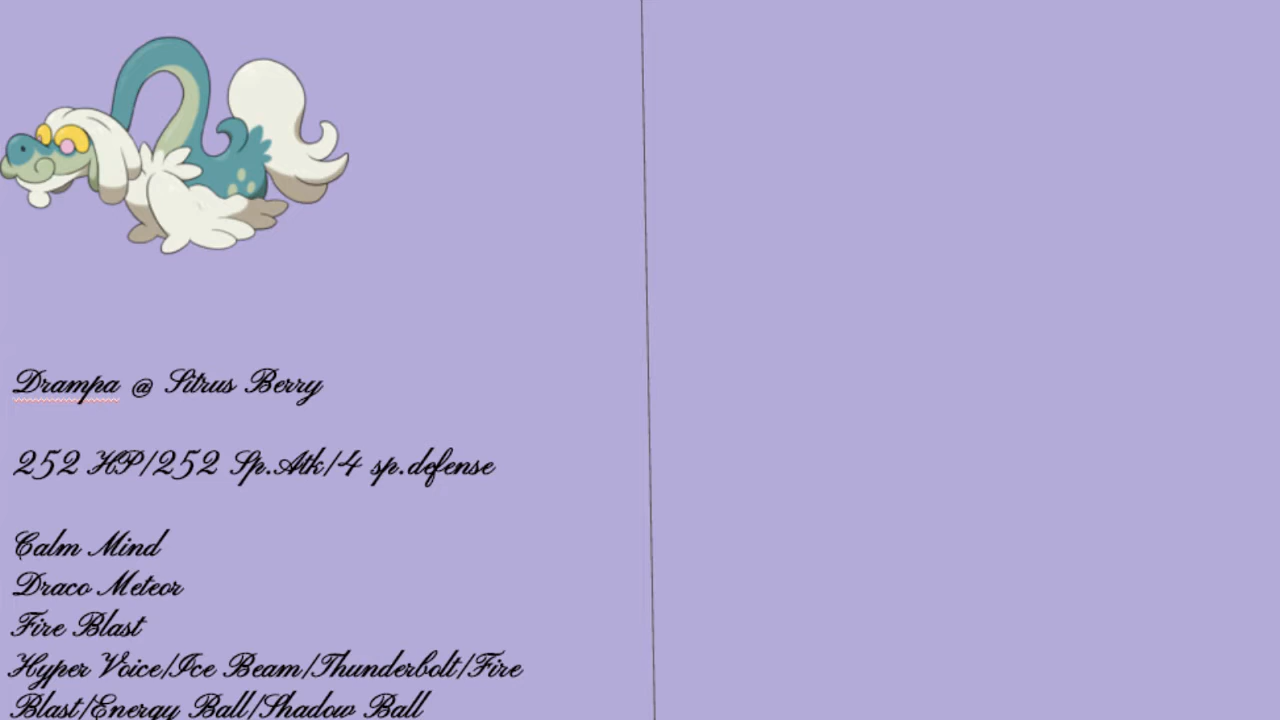 Drampa @ Sitrus Berry
252 HP/252 Sp.Atk/4 sp.defense
Calm Mind
Draco Meteor
Fire Blast
Hyper Voice/Ice Beam/Thunderbolt/Fire
Blast/Energy Ball/Shadow Ball